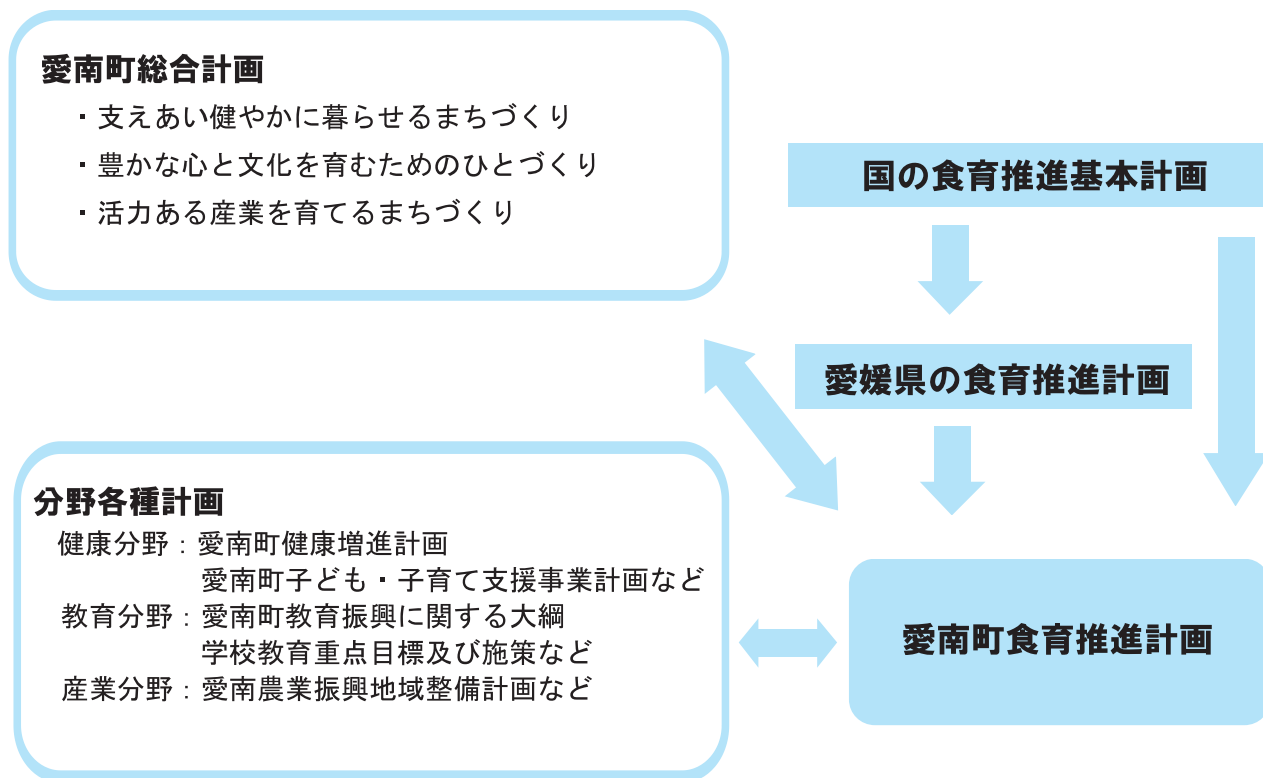 愛南町総合計画
・支えあい健やかに暮らせるまちづくり
・豊かな心と文化を育むためのひとづくり
・活力ある産業を育てるまちづくり
国の食育推進基本計画
愛媛県の食育推進計画
分野各種計画
健康分野：愛南町健康増進計画
愛南町子ども・子育て支援事業計画など
教育分野：愛南町教育振興に関する大綱
学校教育重点目標及び施策など
産業分野：愛南農業振興地域整備計画など
愛南町食育推進計画